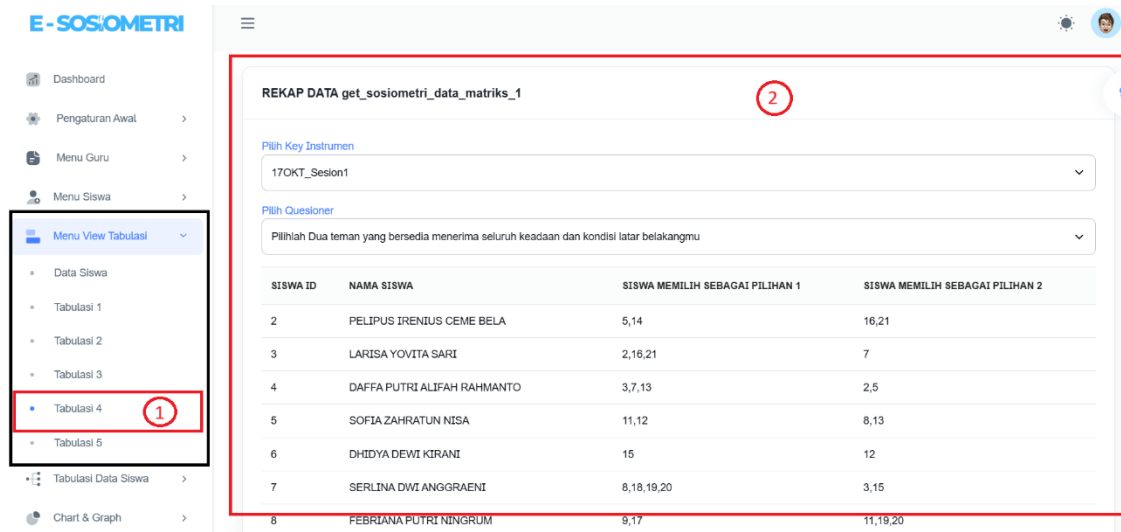 E-SOSIOMETRI
Dashboard
Pengaturan Awal
Menu Guru
Menu Siswa
Menu View Tabulasi
Data Siswa
Tabulasi 1
Tabulasi 2
Tabulasi 3
Tabulasi 4
1
Tabulasi 5
Tabulasi Data Siswa
Chart & Graph
REKAP DATA get_sosiometri_data_matriks_1
2
Pilih Key Instrumen
17OKT_Sesion1
Pilih Quesioner
Pilihlah Dua teman yang bersedia menerima seluruh keadaan dan kondisi latar belakangmu
SISWA ID NAMA SISWA SISWA MEMILIH SEBAGAI PILIHAN 1 SISWA MEMILIH SEBAGAI PILIHAN 2
2 PELIPUS IRENIUS CEME BELA 5,14 16,21
3 LARISA YOVITA SARI 2,16,21 7
4 DAFFA PUTRI ALIFAH RAHMANTO 3,7,13 2,5
5 SOFIA ZAHRATUN NISA 11,12 8,13
6 DHIDYA DEWI KIRANI 15 12
7 SERLINA DWI ANGGRAENI 8,18,19,20 3,15
8 FEBRIANA PUTRI NINGRUM 9,17 11,19,20